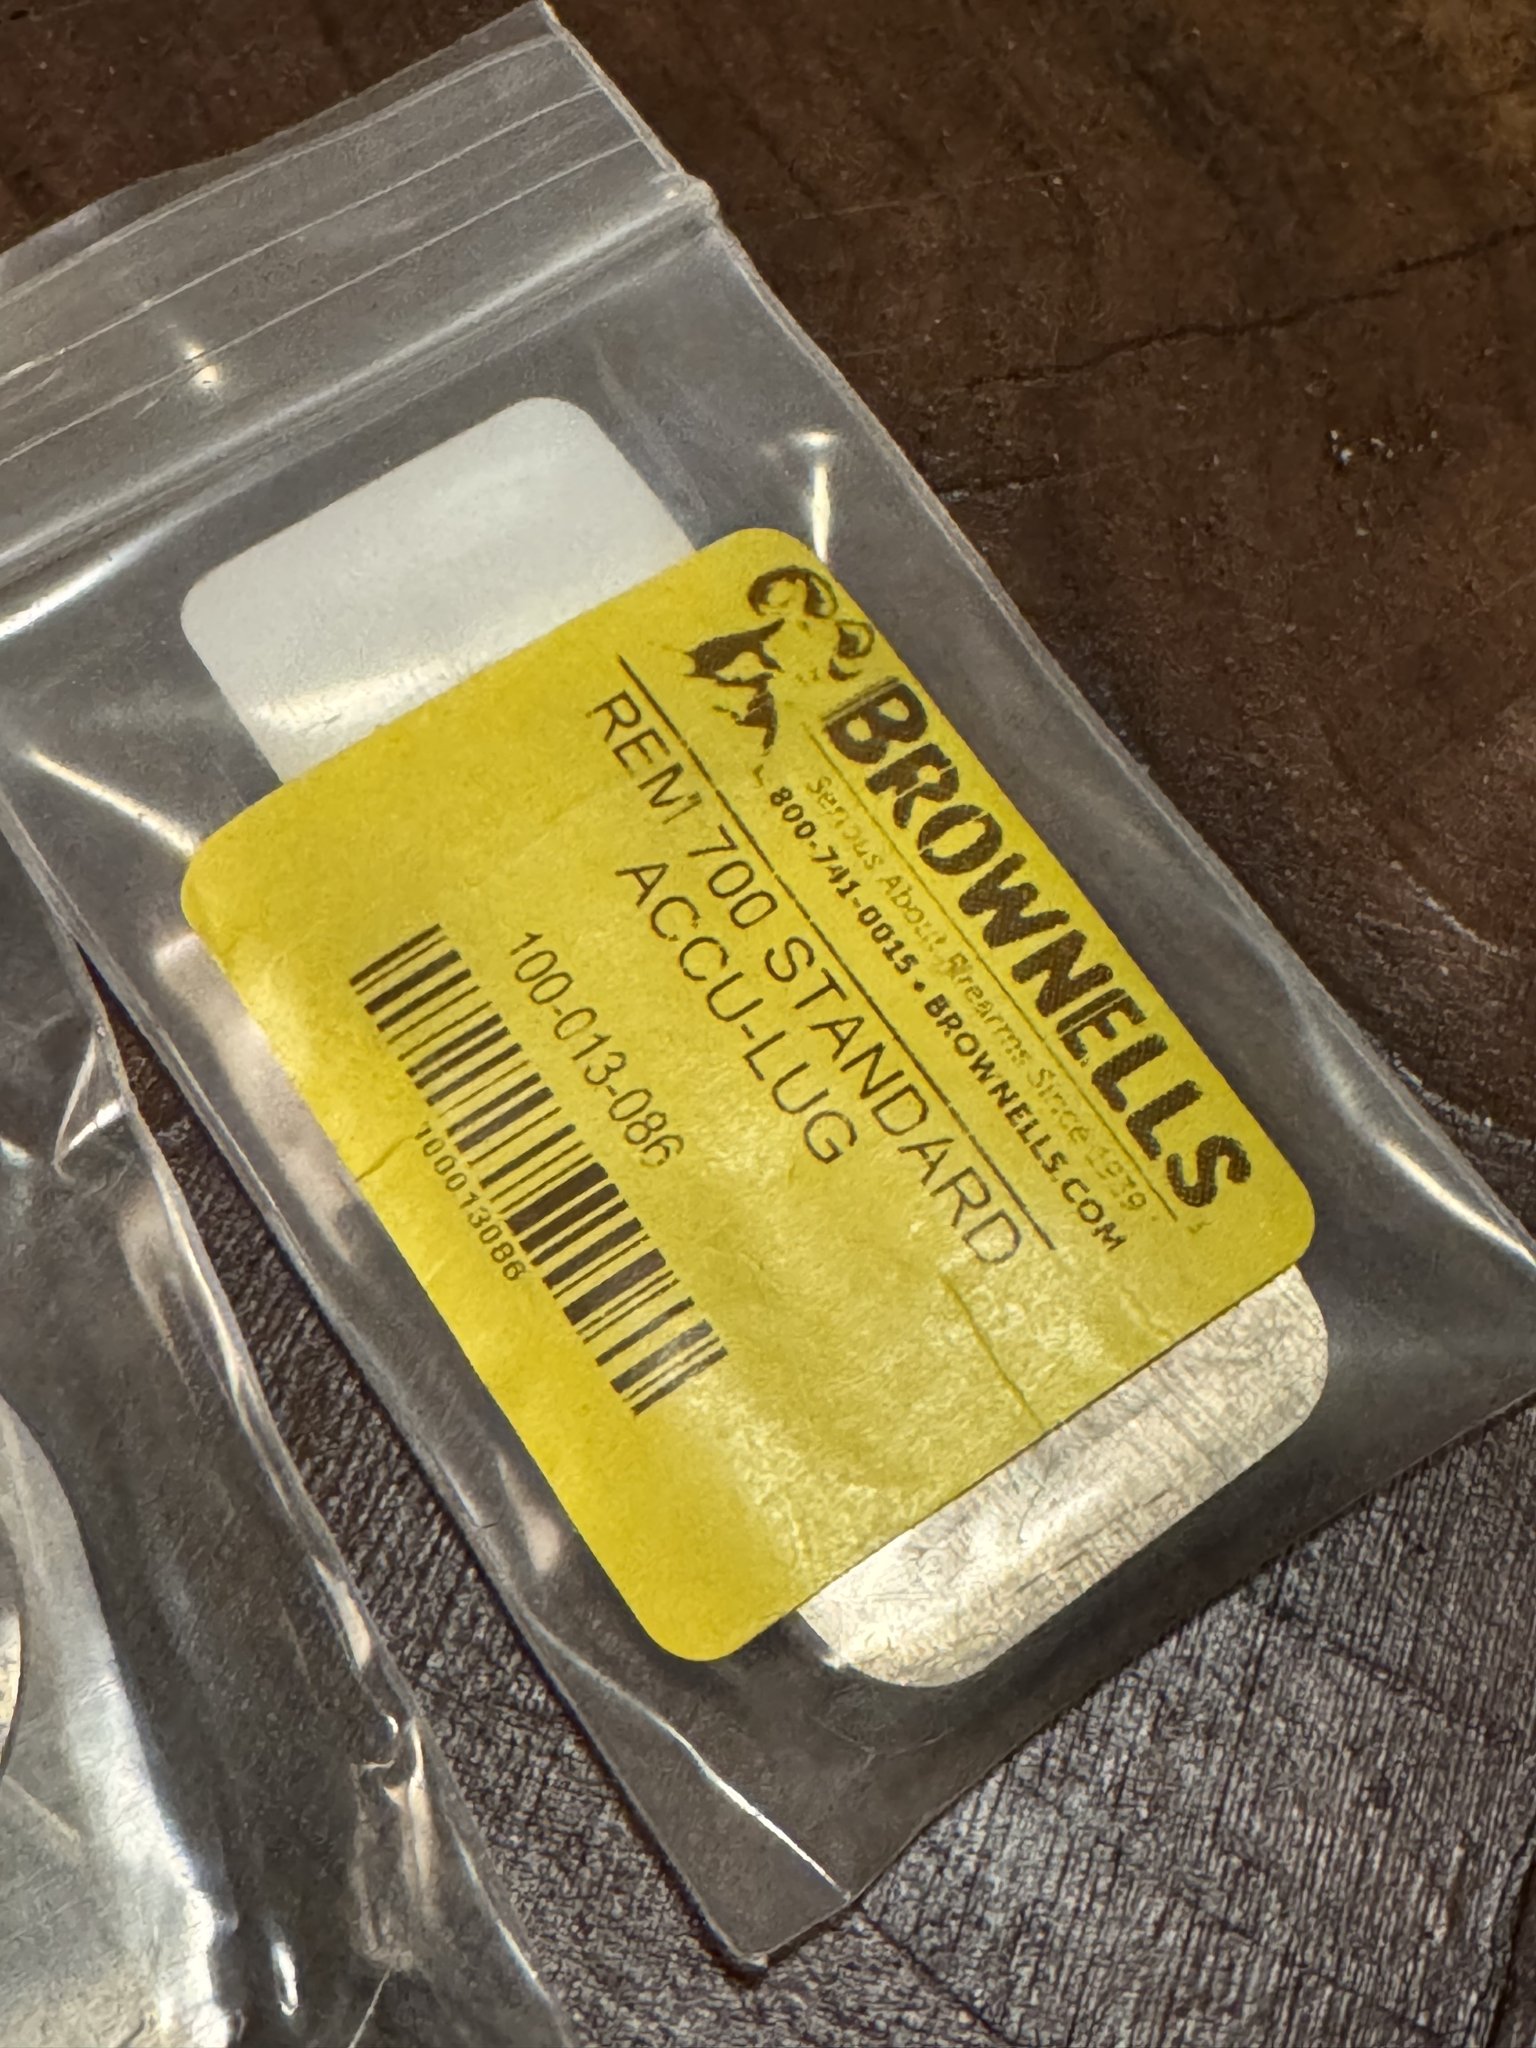 BROWNELLS
Serious About Firearms Since 1939
800-741-0015 • BROWNELLS.COM
REM 700 STANDARD
ACCU-LUG
100-013-086
100013086